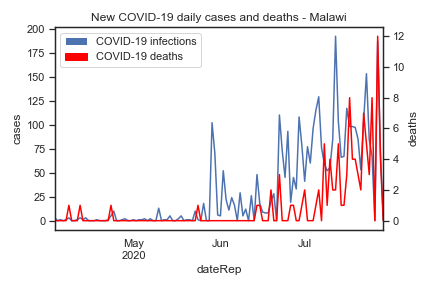 New COVID-19 daily cases and deaths - Malawi
COVID-19 infections
COVID-19 deaths
cases
200
175
150
125
100
75
50
25
0
deaths
12
10
8
6
4
2
0
May
2020
Jun
Jul
dateRep